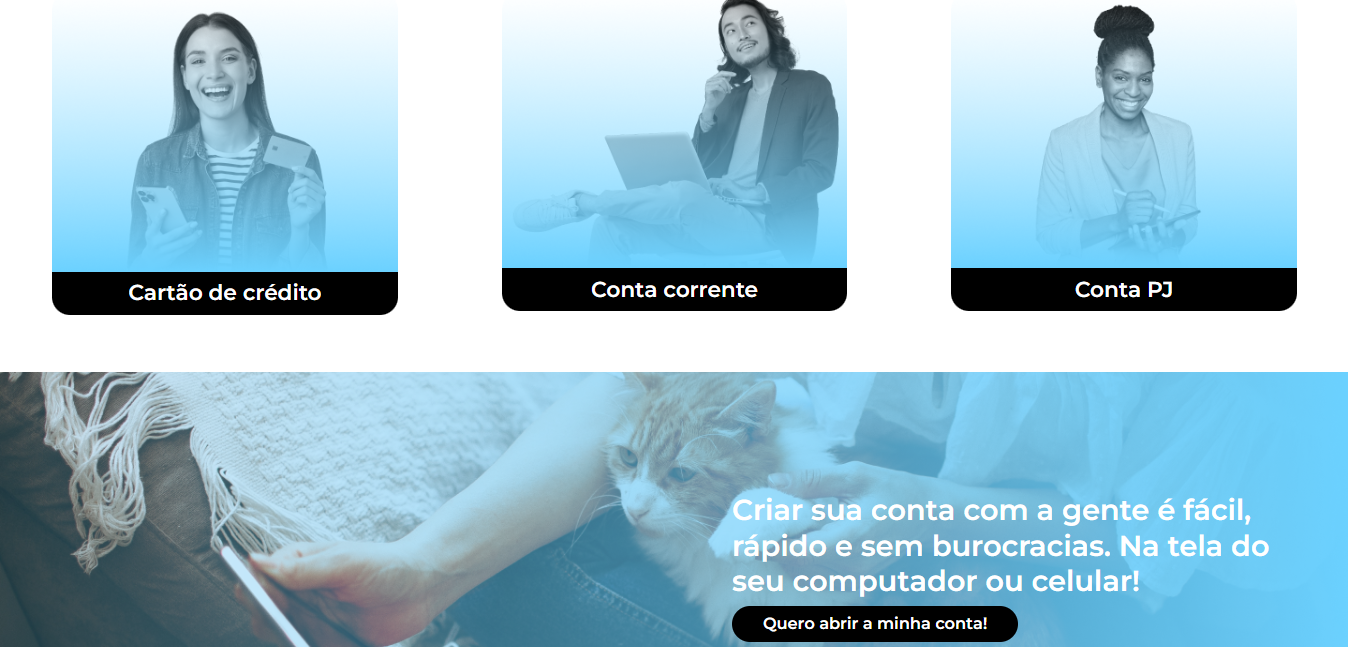 Cartão de crédito
Conta corrente
Conta PJ
Criar sua conta com a gente é fácil,
rápido e sem burocracias. Na tela do
seu computador ou celular!
Quero abrir a minha conta!